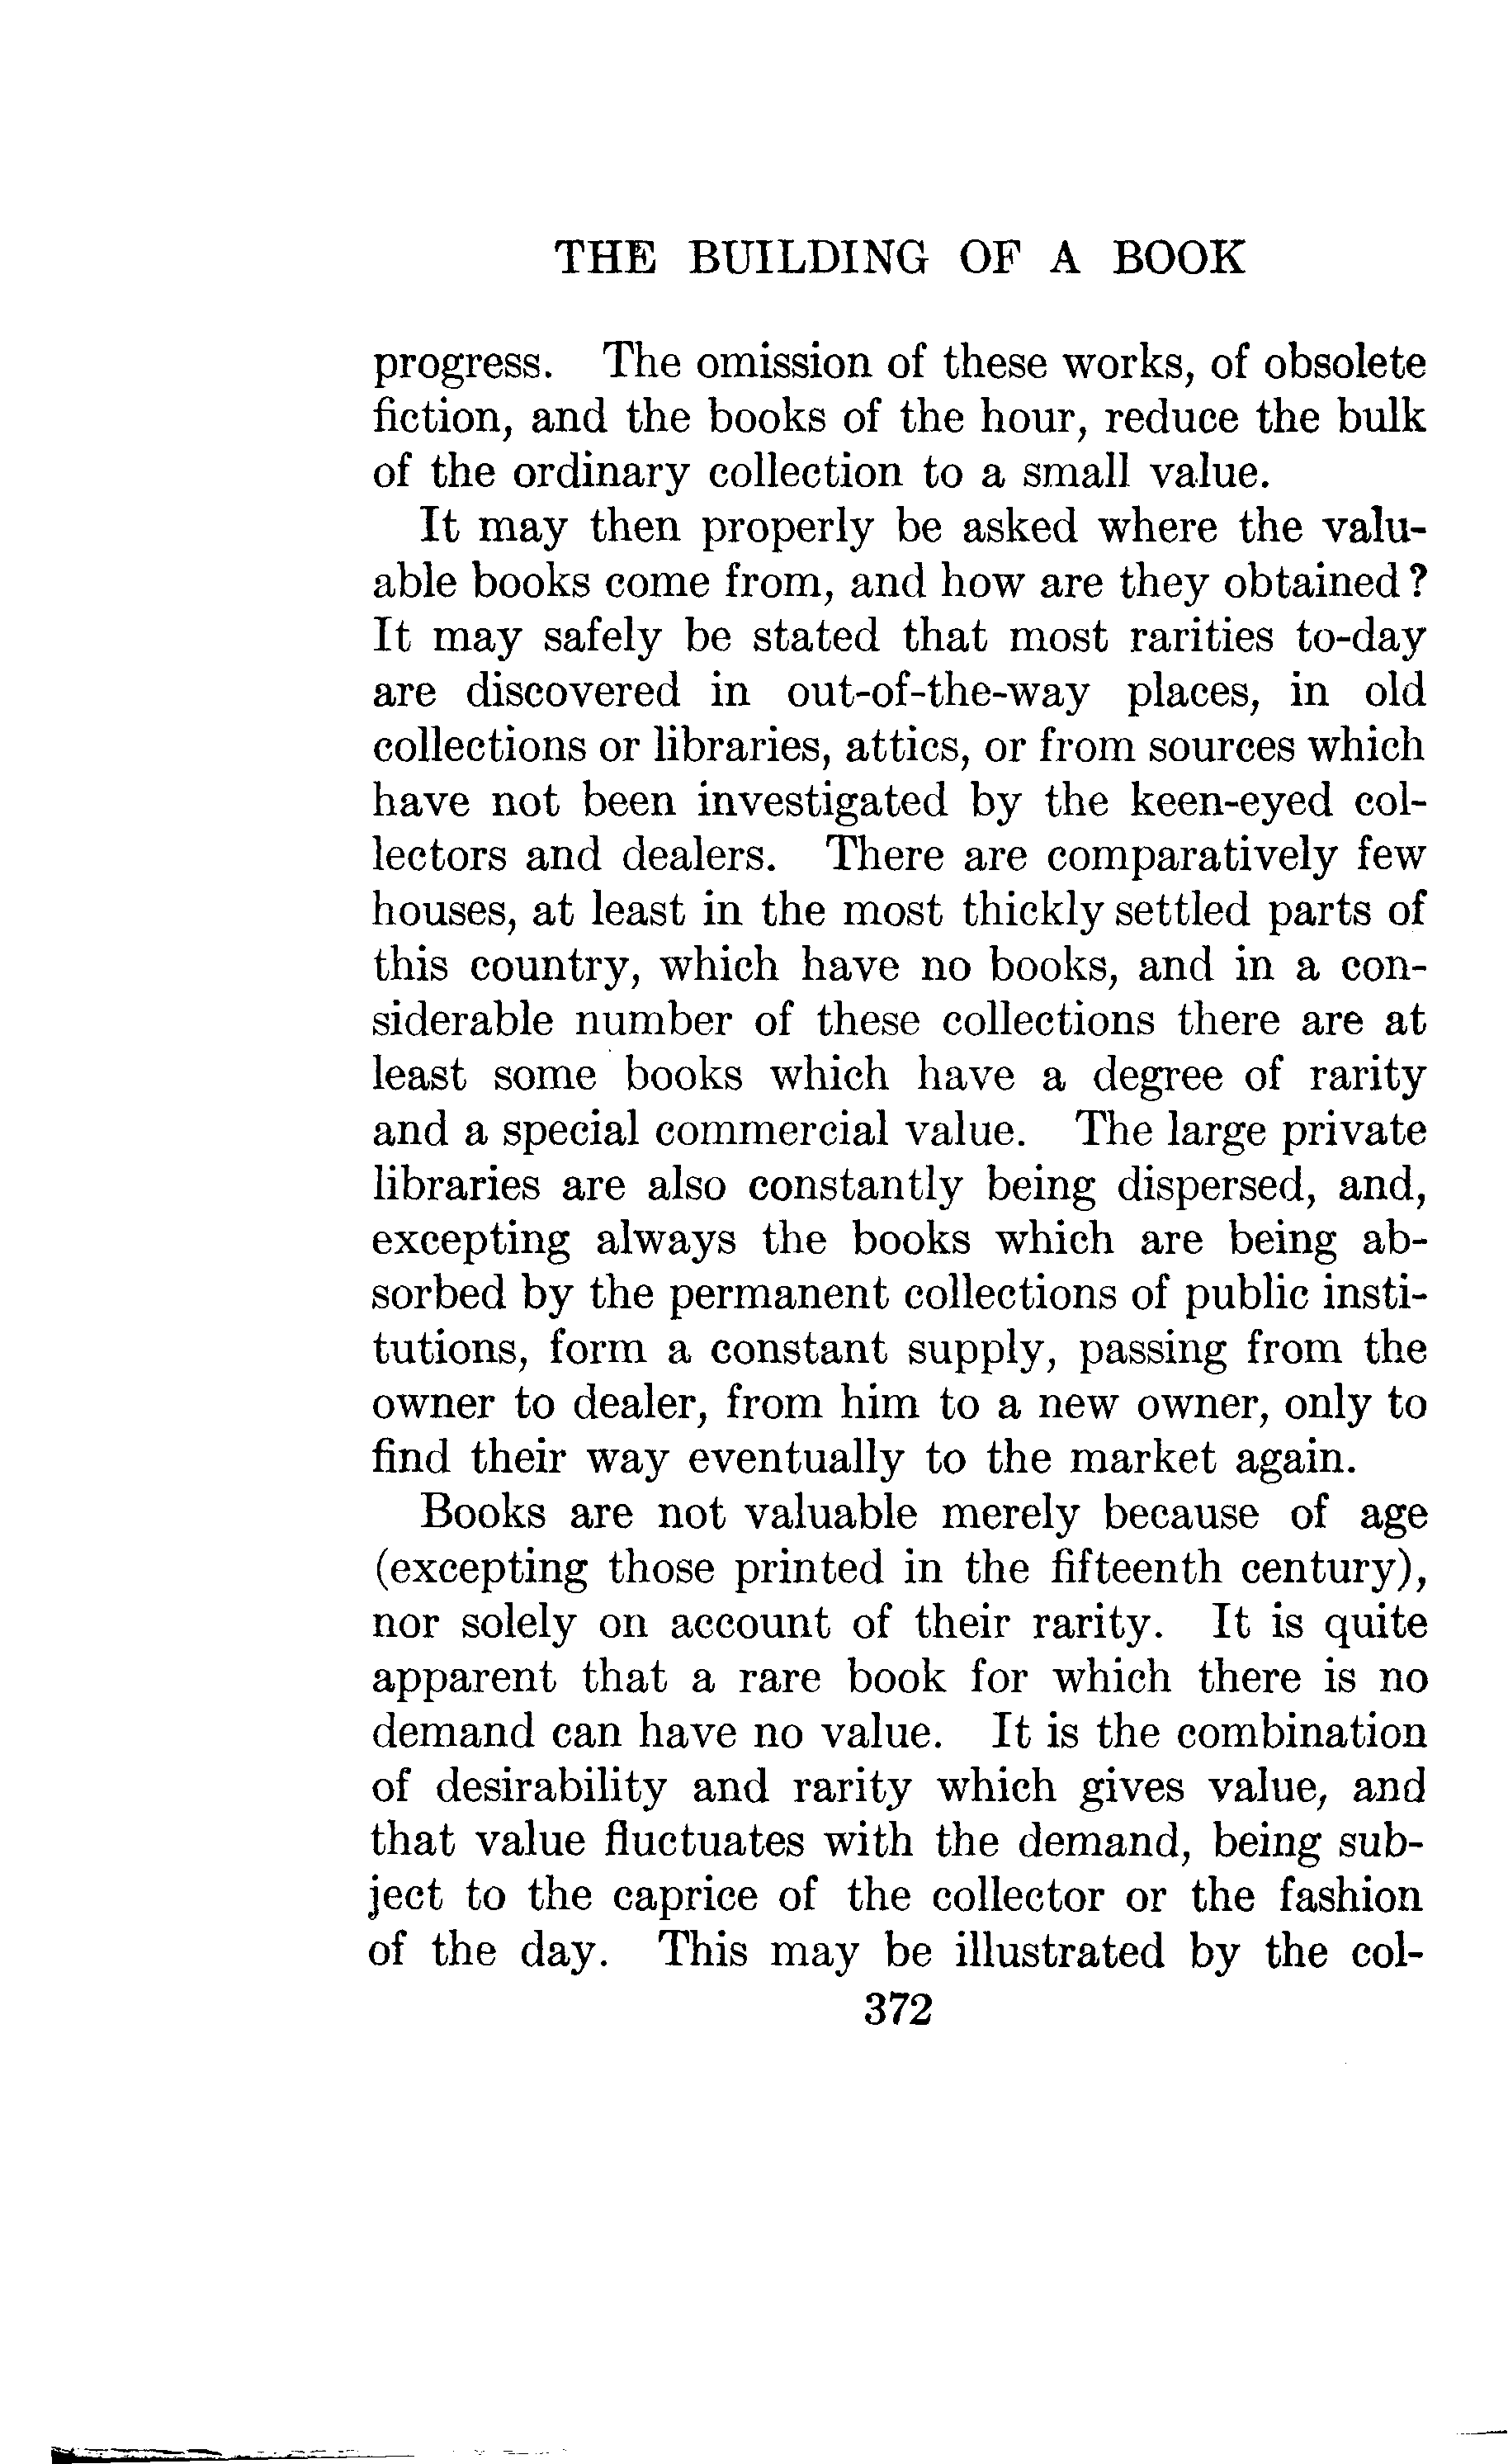 THE BUILDING OF A BOOK
progress. The omission of these works, of obsolete
fiction, and the books of the hour, reduce the bulk
of the ordinary collection to a small value.
It may then properly be asked where the valu-
able books come from, and how are they obtained?
It may safely be stated that most rarities to-day
are discovered in out-of-the-way places, in old
collections or libraries, attics, or from sources which
have not been investigated by the keen-eyed col-
lectors and dealers. There are comparatively few
houses, at least in the most thickly settled parts of
this country, which have no books, and in a con-
siderable number of these collections there are at
least some books which have a degree of rarity
and a special commercial value. The large private
libraries are also constantly being dispersed, and,
excepting always the books which are being ab-
sorbed by the permanent collections of public insti-
tutions, form a constant supply, passing from the
owner to dealer, from him to a new owner, only to
find their way eventually to the market again.
Books are not valuable merely because of age
(excepting those printed in the fifteenth century),
nor solely on account of their rarity. It is quite
apparent that a rare book for which there is no
demand can have no value. It is the combination
of desirability and rarity which gives value, and
that value fluctuates with the demand, being sub-
ject to the caprice of the collector or the fashion
of the day. This may be illustrated by the col-
372